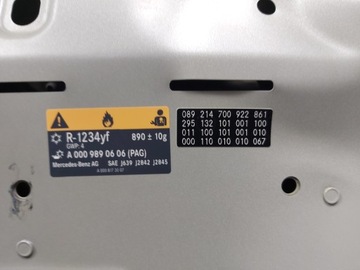 R-1234yf 890 ± 10g
GWP: 4
A 000 989 06 06 (PAG)
Mercedes-Benz AG SAE J639 J2842 J2845
089 214 700 922 861
295 132 101 001 100
011 100 101 001 010
000 110 010 010 067